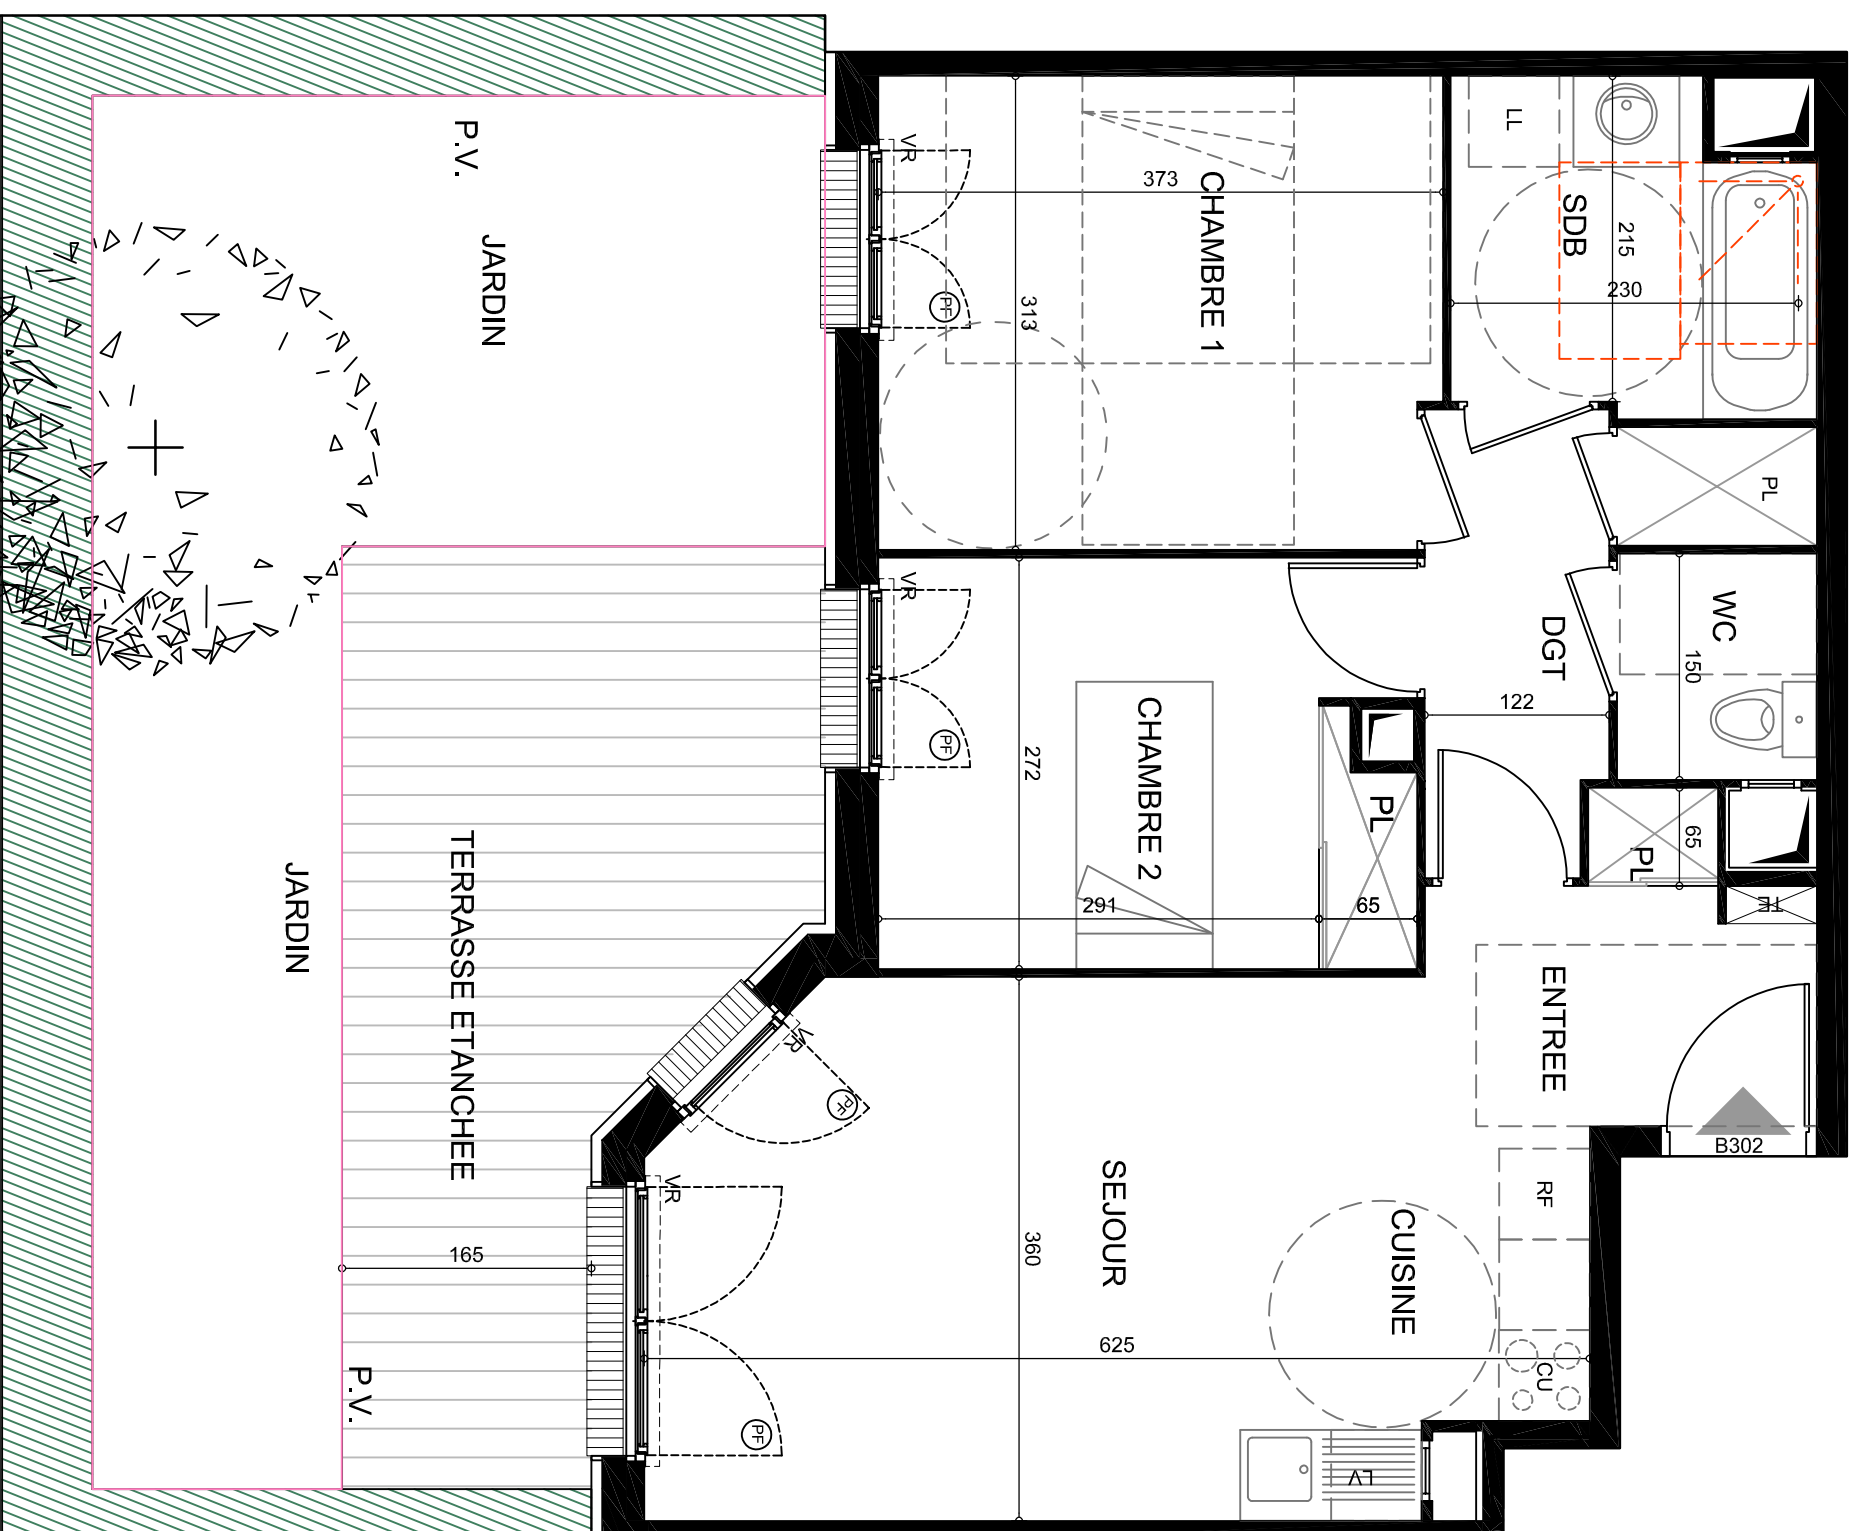 P.V.
JARDIN
VR
PF
373
CHAMBRE 1
313
LL
SDB
215
230
PL
VR
PF
272
CHAMBRE 2
291
65
PL
DGT
122
WC
150
65
PL
TE
ENTREE
B302
JARDIN
TERRASSE ETANCHEE
165
P.V.
VR
PF
VR
PF
SEJOUR
360
625
CUISINE
RF
CU
LV